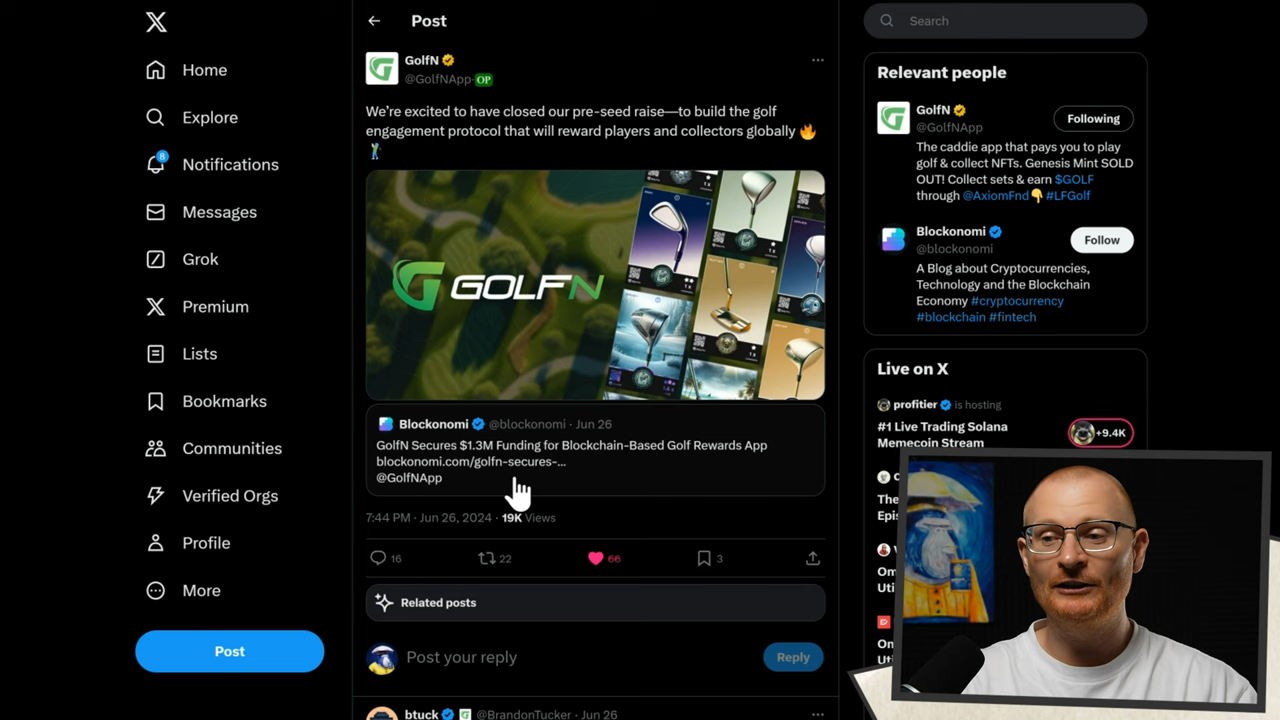 Home
Explore
8
Notifications
Messages
Grok
Premium
Lists
Bookmarks
Communities
Verified Orgs
Profile
More
Post
Post
GolfN
@GolfNApp· OP
We're excited to have closed our pre-seed raise—to build the golf
engagement protocol that will reward players and collectors globally 🔥
🏌️
GOLFN
Blockonomi @blockonomi · Jun 26
GolfN Secures $1.3M Funding for Blockchain-Based Golf Rewards App
blockonomi.com/golfn-secures-…
@GolfNApp
7:44 PM · Jun 26, 2024 · 19K Views
16 22 66 3
Related posts
Post your reply
Reply
btuck @BrandonTucker · Jun 26
Search
Relevant people
GolfN
@GolfNApp
Following
The caddie app that pays you to play
golf & collect NFTs. Genesis Mint SOLD
OUT! Collect sets & earn $GOLF
through @AxiomFnd👇 #LFGolf
Blockonomi
@blockonomi
Follow
A Blog about Cryptocurrencies,
Technology and the Blockchain
Economy #cryptocurrency
#blockchain #fintech
Live on X
profitier is hosting
#1 Live Trading Solana
Memecoin Stream
+9.4K
The
Epi
Om
Uti
Om
Uti